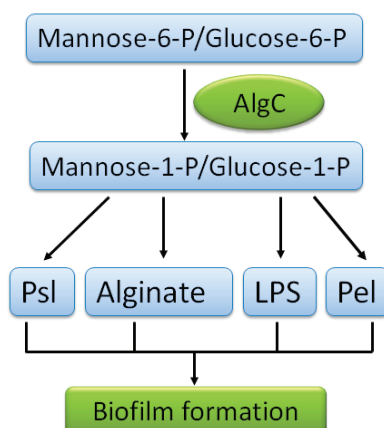 Mannose-6-P/Glucose-6-P
AlgC
Mannose-1-P/Glucose-1-P
Psl
Alginate
LPS
Pel
Biofilm formation